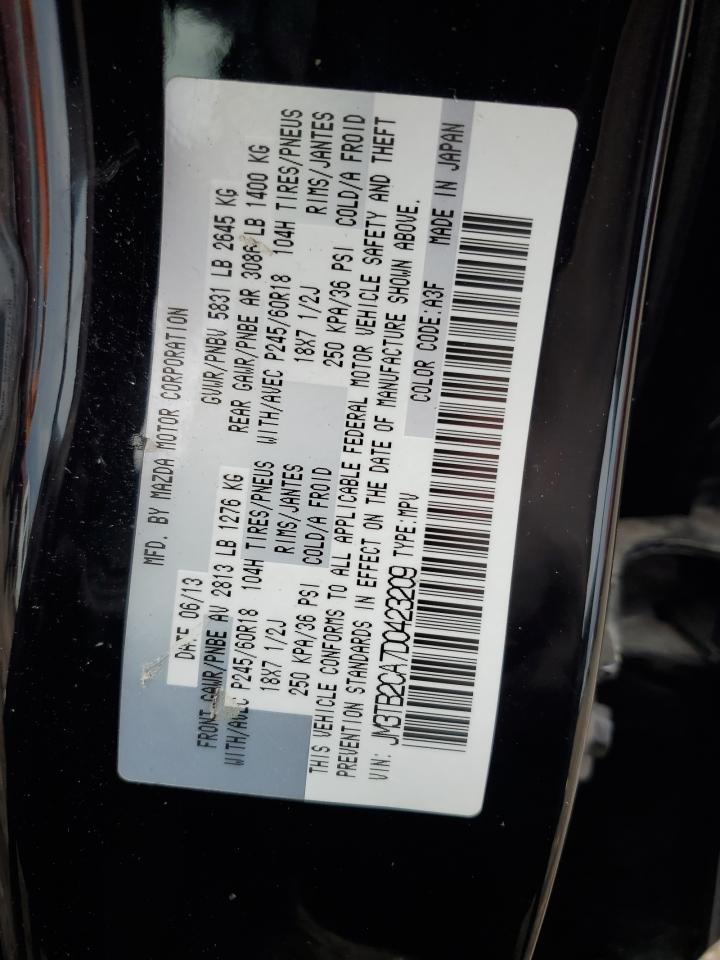 MFD. BY MAZDA MOTOR CORPORATION
DATE 06/13 GVWR/PNBV 5831 LB 2645 KG
FRONT GAWR/PNBE AV 2813 LB 1276 KG REAR GAWR/PNBE AR 3086 LB 1400 KG
WITH/AVEC P245/60R18 104H TIRES/PNEUS WITH/AVEC P245/60R18 104H TIRES/PNEUS
18X7 1/2J RIMS/JANTES 18X7 1/2J RIMS/JANTES
250 KPA/36 PSI COLD/A FROID 250 KPA/36 PSI COLD/A FROID
THIS VEHICLE CONFORMS TO ALL APPLICABLE FEDERAL MOTOR VEHICLE SAFETY AND THEFT
PREVENTION STANDARDS IN EFFECT ON THE DATE OF MANUFACTURE SHOWN ABOVE.
VIN: JM3TB2CA7D0423209 TYPE:MPV COLOR CODE:A3F MADE IN JAPAN